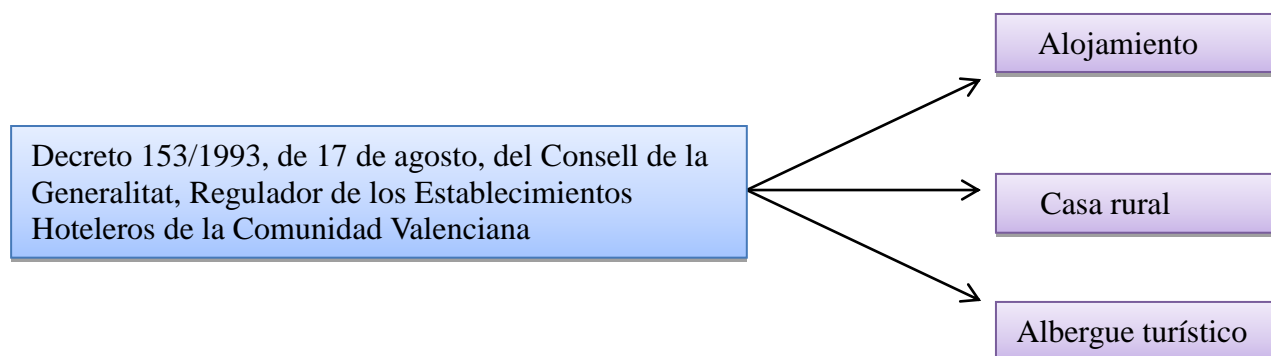 Alojamiento
Decreto 153/1993, de 17 de agosto, del Consell de la
Generalitat, Regulador de los Establecimientos
Hoteleros de la Comunidad Valenciana
Casa rural
Albergue turístico